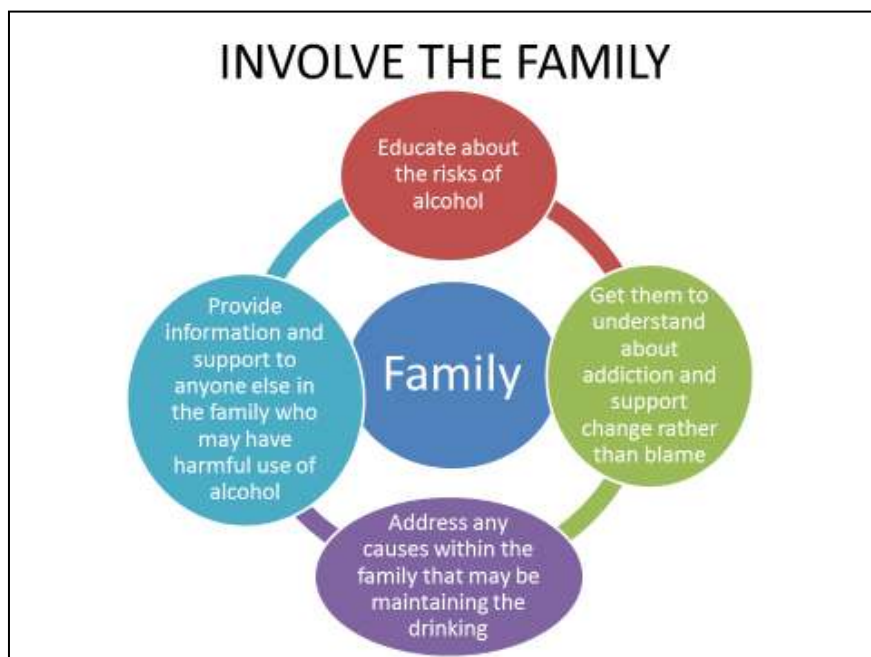 INVOLVE THE FAMILY
Educate about
the risks of
alcohol
Get them to
understand
about
addiction and
support
change rather
than blame
Address any
causes within the
family that may be
maintaining the
drinking
Provide
information and
support to
anyone else in
the family who
may have
harmful use of
alcohol
Family